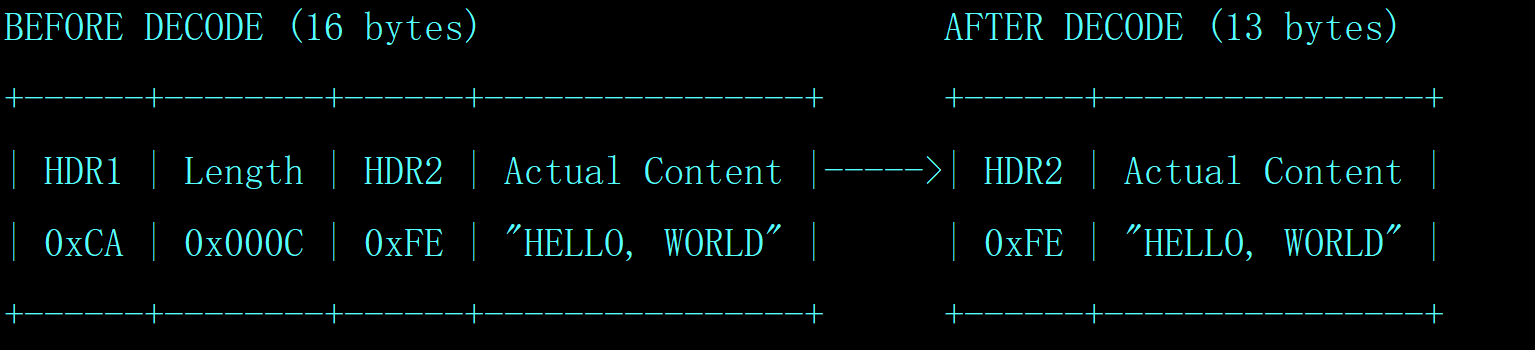 BEFORE DECODE (16 bytes)                       AFTER DECODE (13 bytes)
+------+--------+------+----------------+      +------+----------------+
| HDR1 | Length | HDR2 | Actual Content |----->| HDR2 | Actual Content |
| 0xCA | 0x000C | 0xFE | "HELLO, WORLD" |      | 0xFE | "HELLO, WORLD" |
+------+--------+------+----------------+      +------+----------------+